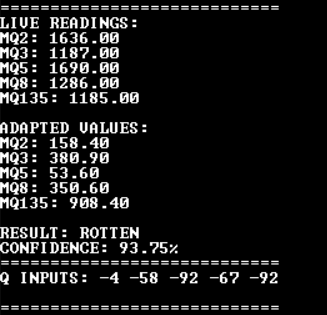 ============================
LIVE READINGS:
MQ2: 1636.00
MQ3: 1187.00
MQ5: 1690.00
MQ8: 1286.00
MQ135: 1185.00
ADAPTED VALUES:
MQ2: 158.40
MQ3: 380.90
MQ5: 53.60
MQ8: 350.60
MQ135: 908.40
RESULT: ROTTEN
CONFIDENCE: 93.75%
============================
Q INPUTS: -4 -58 -92 -67 -92
============================